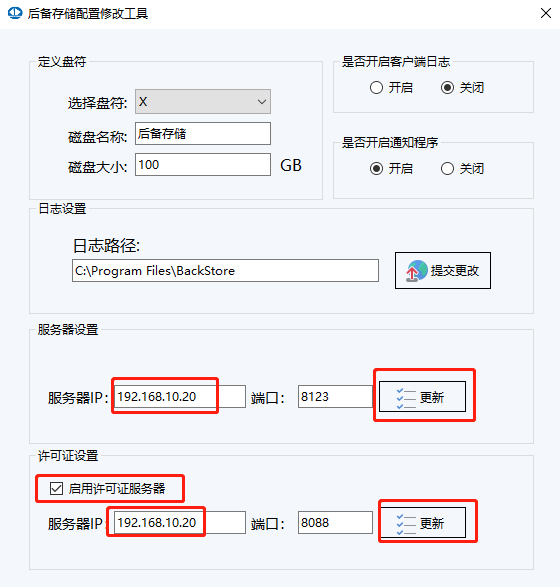 后备存储配置修改工具
定义盘符
选择盘符: X
磁盘名称: 后备存储
磁盘大小: 100 GB
是否开启客户端日志
开启 关闭
是否开启通知程序
开启 关闭
日志设置
日志路径:
C:\Program Files\BackStore
提交更改
服务器设置
服务器IP: 192.168.10.20 端口: 8123 更新
许可证设置
启用许可证服务器
服务器IP: 192.168.10.20 端口: 8088 更新